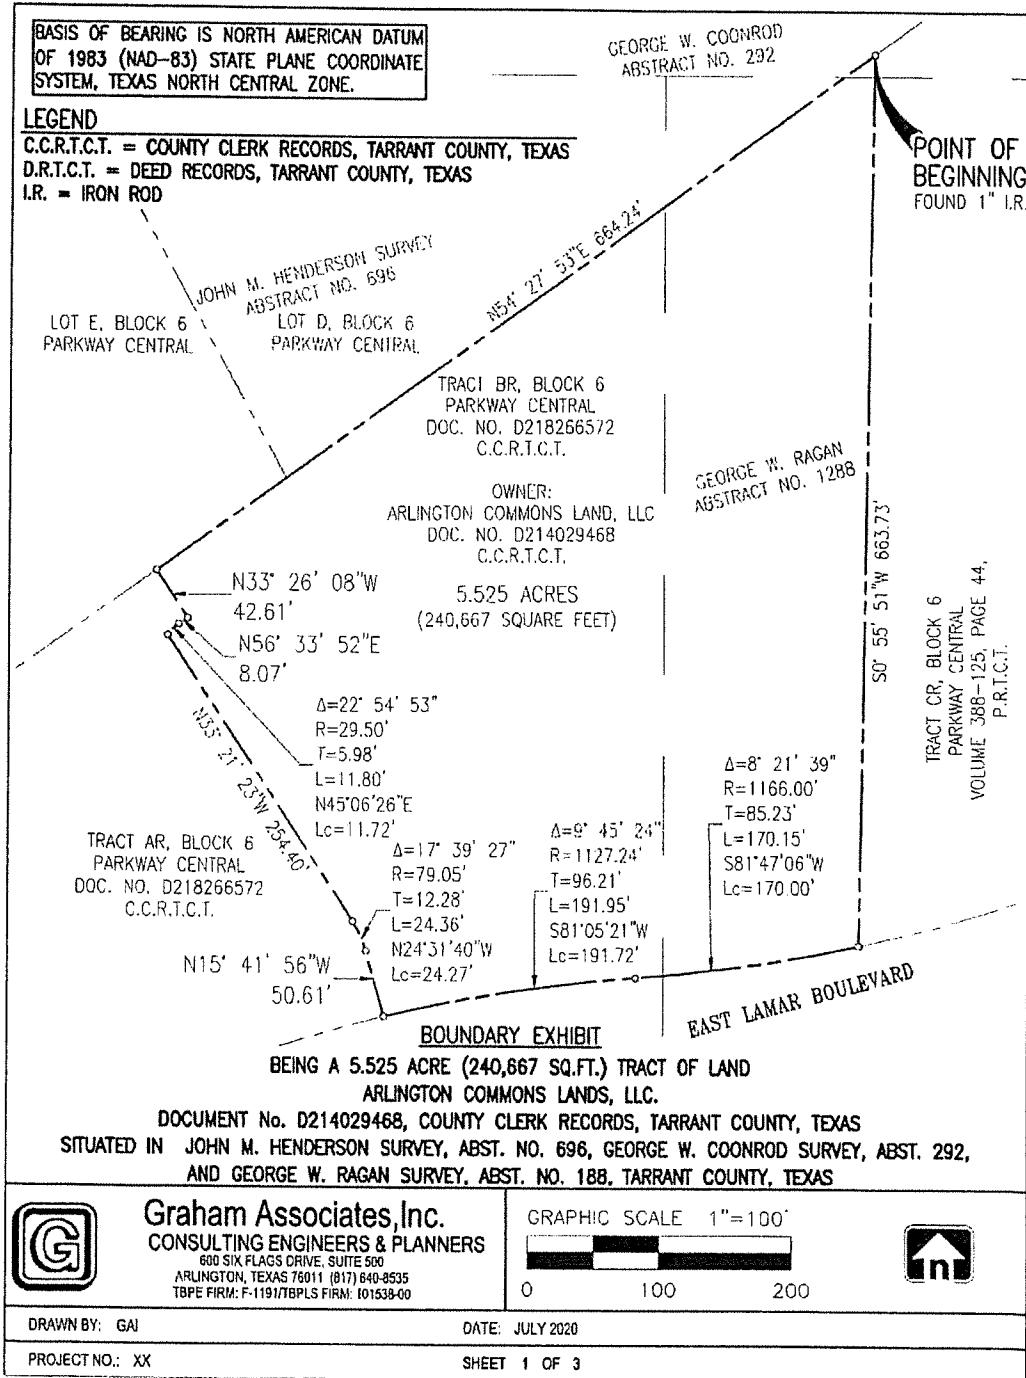 BASIS OF BEARING IS NORTH AMERICAN DATUM
OF 1983 (NAD-83) STATE PLANE COORDINATE
SYSTEM, TEXAS NORTH CENTRAL ZONE.
LEGEND
C.C.R.T.C.T. = COUNTY CLERK RECORDS, TARRANT COUNTY, TEXAS
D.R.T.C.T. = DEED RECORDS, TARRANT COUNTY, TEXAS
I.R. = IRON ROD
GEORGE W. COONROD
ABSTRACT NO. 292
POINT OF
BEGINNING
FOUND 1" I.R.
JOHN M. HENDERSON SURVEY
ABSTRACT NO. 696
LOT E, BLOCK 6
PARKWAY CENTRAL
LOT D, BLOCK 6
PARKWAY CENTRAL
N54° 27' 53"E 664.24'
TRACT BR, BLOCK 6
PARKWAY CENTRAL
DOC. NO. D218266572
C.C.R.T.C.T.
OWNER:
ARLINGTON COMMONS LAND, LLC
DOC. NO. D214029468
C.C.R.T.C.T.
5.525 ACRES
(240,667 SQUARE FEET)
GEORGE W. RAGAN
ABSTRACT NO. 1288
S0° 55' 51"W 663.73'
TRACT CR, BLOCK 6
PARKWAY CENTRAL
VOLUME 388-125, PAGE 44,
P.R.T.C.T.
N33° 26' 08"W
42.61'
N56° 33' 52"E
8.07'
Δ=22° 54' 53"
R=29.50'
T=5.98'
L=11.80'
N45°06'26"E
Lc=11.72'
N33° 21' 23"W 254.40'
TRACT AR, BLOCK 6
PARKWAY CENTRAL
DOC. NO. D218266572
C.C.R.T.C.T.
Δ=17° 39' 27"
R=79.05'
T=12.28'
L=24.36'
N24°31'40"W
Lc=24.27'
Δ=9° 45' 24"
R=1127.24'
T=96.21'
L=191.95'
S81°05'21"W
Lc=191.72'
Δ=8° 21' 39"
R=1166.00'
T=85.23'
L=170.15'
S81°47'06"W
Lc=170.00'
N15° 41' 56"W
50.61'
EAST LAMAR BOULEVARD
BOUNDARY EXHIBIT
BEING A 5.525 ACRE (240,667 SQ.FT.) TRACT OF LAND
ARLINGTON COMMONS LANDS, LLC.
DOCUMENT No. D214029468, COUNTY CLERK RECORDS, TARRANT COUNTY, TEXAS
SITUATED IN JOHN M. HENDERSON SURVEY, ABST. NO. 696, GEORGE W. COONROD SURVEY, ABST. 292,
AND GEORGE W. RAGAN SURVEY, ABST. NO. 188, TARRANT COUNTY, TEXAS
G
Graham Associates, Inc.
CONSULTING ENGINEERS & PLANNERS
600 SIX FLAGS DRIVE, SUITE 500
ARLINGTON, TEXAS 76011 (817) 640-8535
TBPE FIRM: F-1191/TBPLS FIRM: 101538-00
GRAPHIC SCALE 1"=100'
0 100 200
n
DRAWN BY: GAI
DATE: JULY 2020
PROJECT NO.: XX
SHEET 1 OF 3